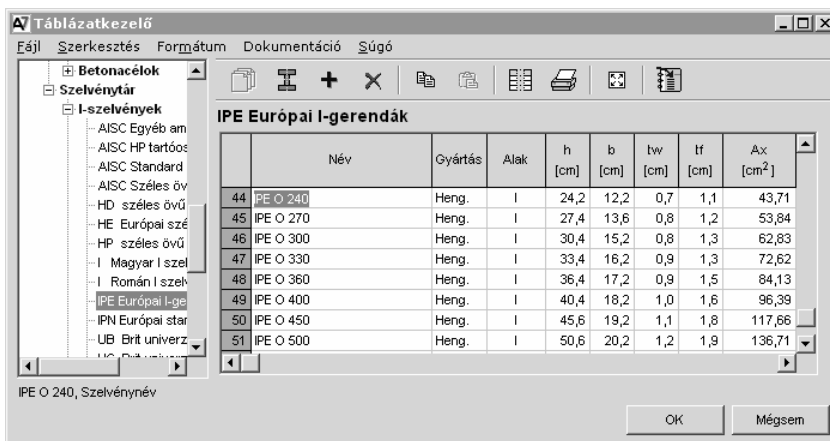 Táblázatkezelő
Fájl Szerkesztés Formátum Dokumentáció Súgó
Betonacélok
Szelvénytár
I-szelvények
AISC Egyéb am
AISC HP tartóos
AISC Standard
AISC Széles öv
HD széles övű
HE Európai szé
HP széles övű
I Magyar I szel
I Román I szelv
IPE Európai I-ge
IPN Európai star
UB Brit univerz
IPE Európai I-gerendák
Név Gyártás Alak h [cm] b [cm] tw [cm] tf [cm] Ax [cm²]
44 IPE O 240 Heng. I 24,2 12,2 0,7 1,1 43,71
45 IPE O 270 Heng. I 27,4 13,6 0,8 1,2 53,84
46 IPE O 300 Heng. I 30,4 15,2 0,8 1,3 62,83
47 IPE O 330 Heng. I 33,4 16,2 0,9 1,3 72,62
48 IPE O 360 Heng. I 36,4 17,2 0,9 1,5 84,13
49 IPE O 400 Heng. I 40,4 18,2 1,0 1,6 96,39
50 IPE O 450 Heng. I 45,6 19,2 1,1 1,8 117,66
51 IPE O 500 Heng. I 50,6 20,2 1,2 1,9 136,71
IPE O 240, Szelvénynév
OK Mégsem